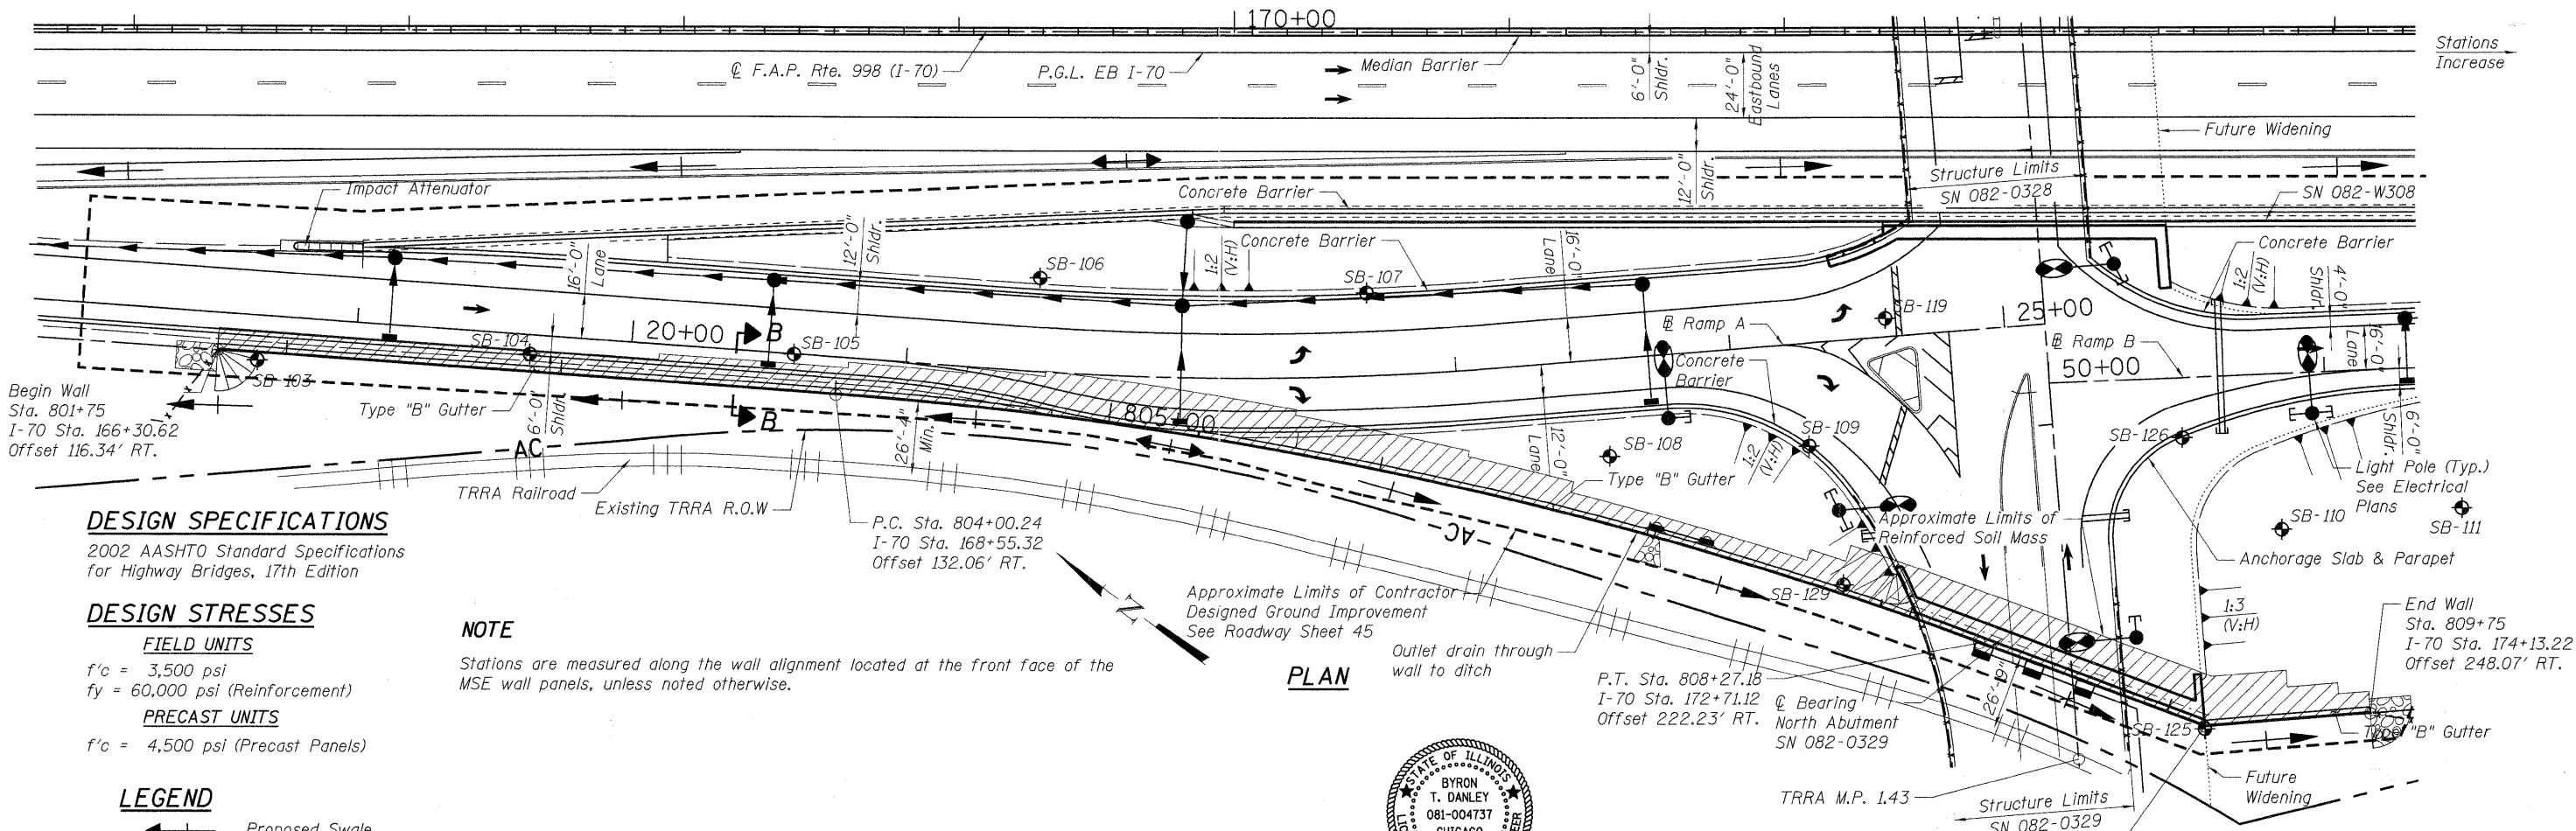 170+00
℄ F.A.P. Rte. 998 (I-70)
P.G.L. EB I-70
Median Barrier
6'-0"
Shldr.
24'-0"
Eastbound
Lanes
Stations
Increase
Future Widening
Impact Attenuator
Concrete Barrier
12'-0"
Shldr.
Structure Limits
SN 082-0328
SN 082-W308
16'-0"
Lane
12'-0"
Shldr.
SB-106
1:2
(V:H)
Concrete Barrier
SB-107
16'-0"
Lane
Concrete Barrier
1:2
(V:H)
4'-0"
Shldr.
SB-119
25+00
20+00
B
SB-104
SB-105
℄ Ramp A
℄ Ramp B
50+00
16'-0"
Lane
SB-103
Concrete
Barrier
Begin Wall
Sta. 801+75
I-70 Sta. 166+30.62
Offset 116.34' RT.
Type "B" Gutter
6'-0"
Shldr.
B
805+00
26'-4"
Min.
12'-0"
Lane
SB-108
1:2
(V:H)
SB-109
SB-126
6'-0"
Shldr.
AC
TRRA Railroad
Existing TRRA R.O.W
Type "B" Gutter
Light Pole (Typ.)
See Electrical
Plans
SB-110
SB-111
DESIGN SPECIFICATIONS
2002 AASHTO Standard Specifications
for Highway Bridges, 17th Edition
P.C. Sta. 804+00.24
I-70 Sta. 168+55.32
Offset 132.06' RT.
AC
Approximate Limits of
Reinforced Soil Mass
Anchorage Slab & Parapet
N
Approximate Limits of Contractor
Designed Ground Improvement
See Roadway Sheet 45
SB-129
1:3
(V:H)
End Wall
Sta. 809+75
I-70 Sta. 174+13.22
Offset 248.07' RT.
DESIGN STRESSES
FIELD UNITS
f'c = 3,500 psi
fy = 60,000 psi (Reinforcement)
PRECAST UNITS
f'c = 4,500 psi (Precast Panels)
NOTE
Stations are measured along the wall alignment located at the front face of the
MSE wall panels, unless noted otherwise.
Outlet drain through
wall to ditch
PLAN
P.T. Sta. 808+27.18
I-70 Sta. 172+71.12
Offset 222.23' RT.
℄ Bearing
North Abutment
SN 082-0329
26'-9"
SB-125
Type "B" Gutter
Future
Widening
TRRA M.P. 1.43
Structure Limits
SN 082-0329
STATE OF ILLINOIS
BYRON
T. DANLEY
081-004737
CHICAGO
LEGEND
Proposed Swale